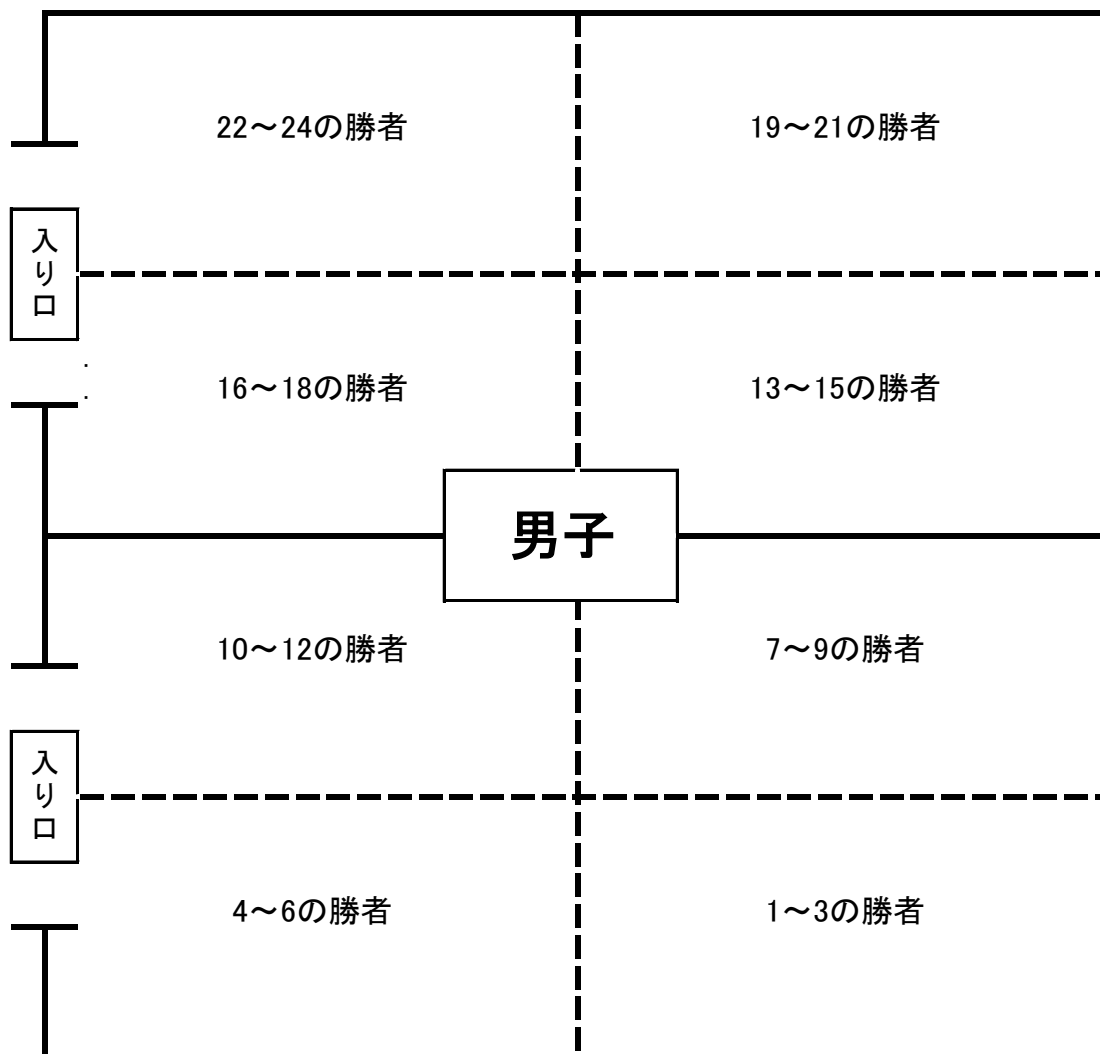 22～24の勝者
19～21の勝者
入り口
16～18の勝者
13～15の勝者
男子
10～12の勝者
7～9の勝者
入り口
4～6の勝者
1～3の勝者